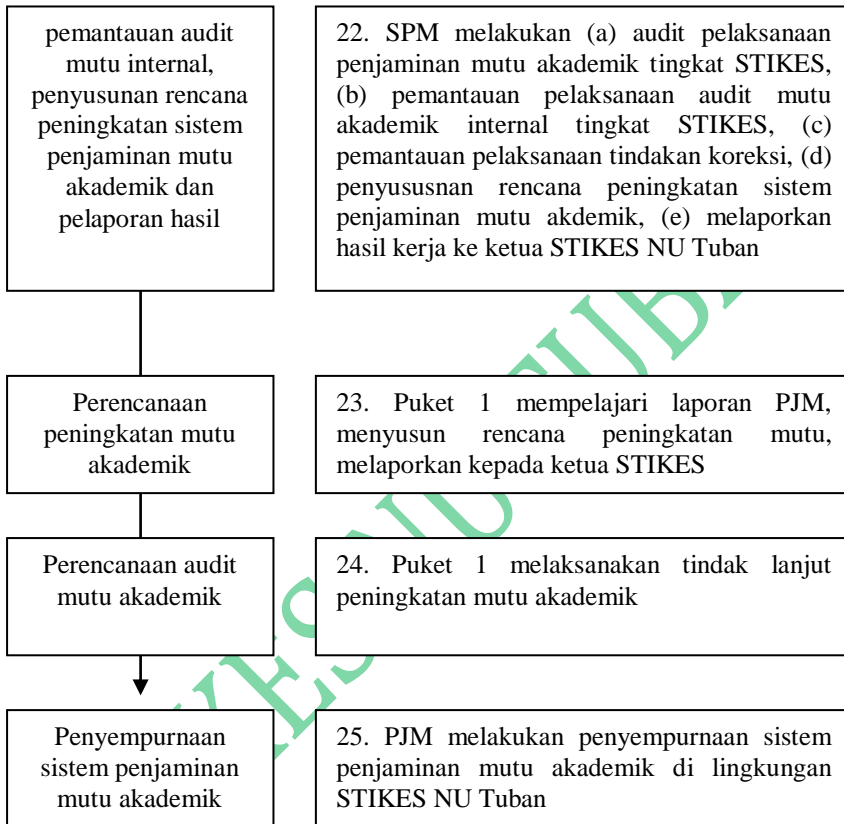 pemantauan audit
mutu internal,
penyusunan rencana
peningkatan sistem
penjaminan mutu
akademik dan
pelaporan hasil
22. SPM melakukan (a) audit pelaksanaan
penjaminan mutu akademik tingkat STIKES,
(b) pemantauan pelaksanaan audit mutu
akademik internal tingkat STIKES, (c)
pemantauan pelaksanaan tindakan koreksi, (d)
penyususnan rencana peningkatan sistem
penjaminan mutu akdemik, (e) melaporkan
hasil kerja ke ketua STIKES NU Tuban
Perencanaan
peningkatan mutu
akademik
23. Puket 1 mempelajari laporan PJM,
menyusun rencana peningkatan mutu,
melaporkan kepada ketua STIKES
Perencanaan audit
mutu akademik
24. Puket 1 melaksanakan tindak lanjut
peningkatan mutu akademik
Penyempurnaan
sistem penjaminan
mutu akademik
25. PJM melakukan penyempurnaan sistem
penjaminan mutu akademik di lingkungan
STIKES NU Tuban